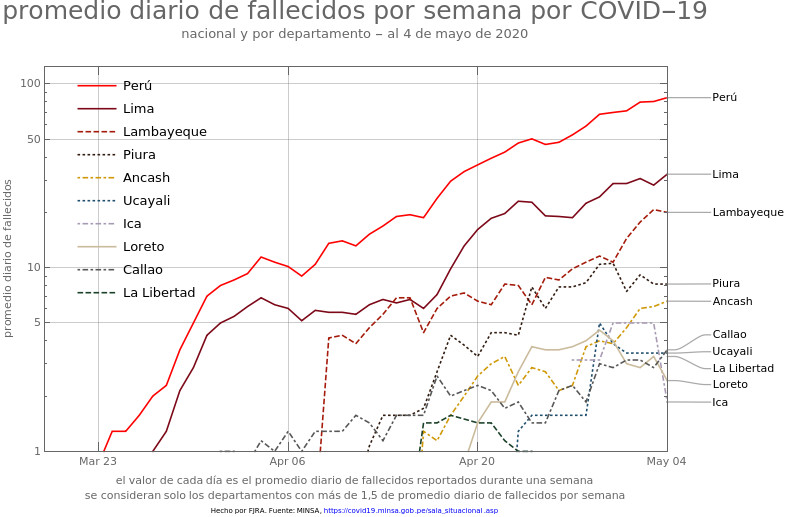 promedio diario de fallecidos por semana por COVID‒19
nacional y por departamento ‒ al 4 de mayo de 2020
promedio diario de fallecidos
100
50
10
5
1
Perú
Lima
Lambayeque
Piura
Ancash
Ucayali
Ica
Loreto
Callao
La Libertad
Perú
Lima
Lambayeque
Piura
Ancash
Callao
Ucayali
La Libertad
Loreto
Ica
Mar 23
Apr 06
Apr 20
May 04
el valor de cada día es el promedio diario de fallecidos reportados durante una semana
se consideran solo los departamentos con más de 1,5 de promedio diario de fallecidos por semana
Hecho por FJRA. Fuente: MINSA, https://covid19.minsa.gob.pe/sala_situacional.asp